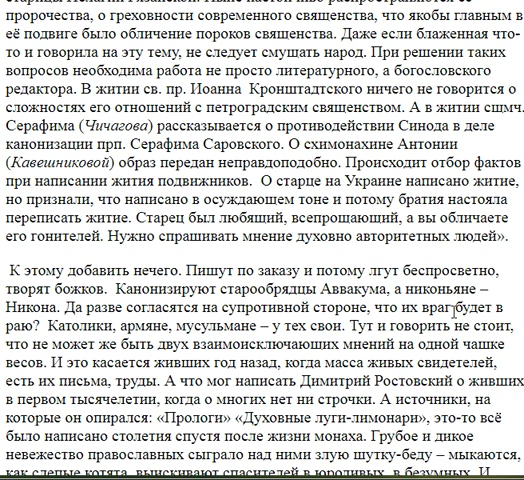 пророчества, о греховности современного священства, что якобы главным в
её подвиге было обличение пороков священства. Даже если блаженная что-
то и говорила на эту тему, не следует смущать народ. При решении таких
вопросов необходима работа не просто литературного, а богословского
редактора. В житии св. пр. Иоанна Кронштадтского ничего не говорится о
сложностях его отношений с петроградским священством. А в житии сщмч.
Серафима (Чичагова) рассказывается о противодействии Синода в деле
канонизации прп. Серафима Саровского. О схимонахине Антонии
(Кавешниковой) образ передан неправдоподобно. Происходит отбор фактов
при написании жития подвижников. О старце на Украине написано житие,
но признали, что написано в осуждающем тоне и потому братия настояла
переписать житие. Старец был любящий, всепрощающий, а вы обличаете
его гонителей. Нужно спрашивать мнение духовно авторитетных людей».
К этому добавить нечего. Пишут по заказу и потому лгут беспросветно,
творят божков. Канонизируют старообрядцы Аввакума, а никоньяне –
Никона. Да разве согласятся на супротивной стороне, что их враг будет в
раю? Католики, армяне, мусульмане – у тех свои. Тут и говорить не стоит,
что не может же быть двух взаимоисключающих мнений на одной чашке
весов. И это касается живших год назад, когда масса живых свидетелей,
есть их письма, труды. А что мог написать Димитрий Ростовский о живших
в первом тысячелетии, когда о многих нет ни строчки. А источники, на
которые он опирался: «Прологи» «Духовные луги-лимонари», это-то всё
было написано столетия спустя после жизни монаха. Грубое и дикое
невежество православных сыграло над ними злую шутку-беду – мыкаются,
как слепые котята, выискивают спасителей в юродивых, в безумных. И